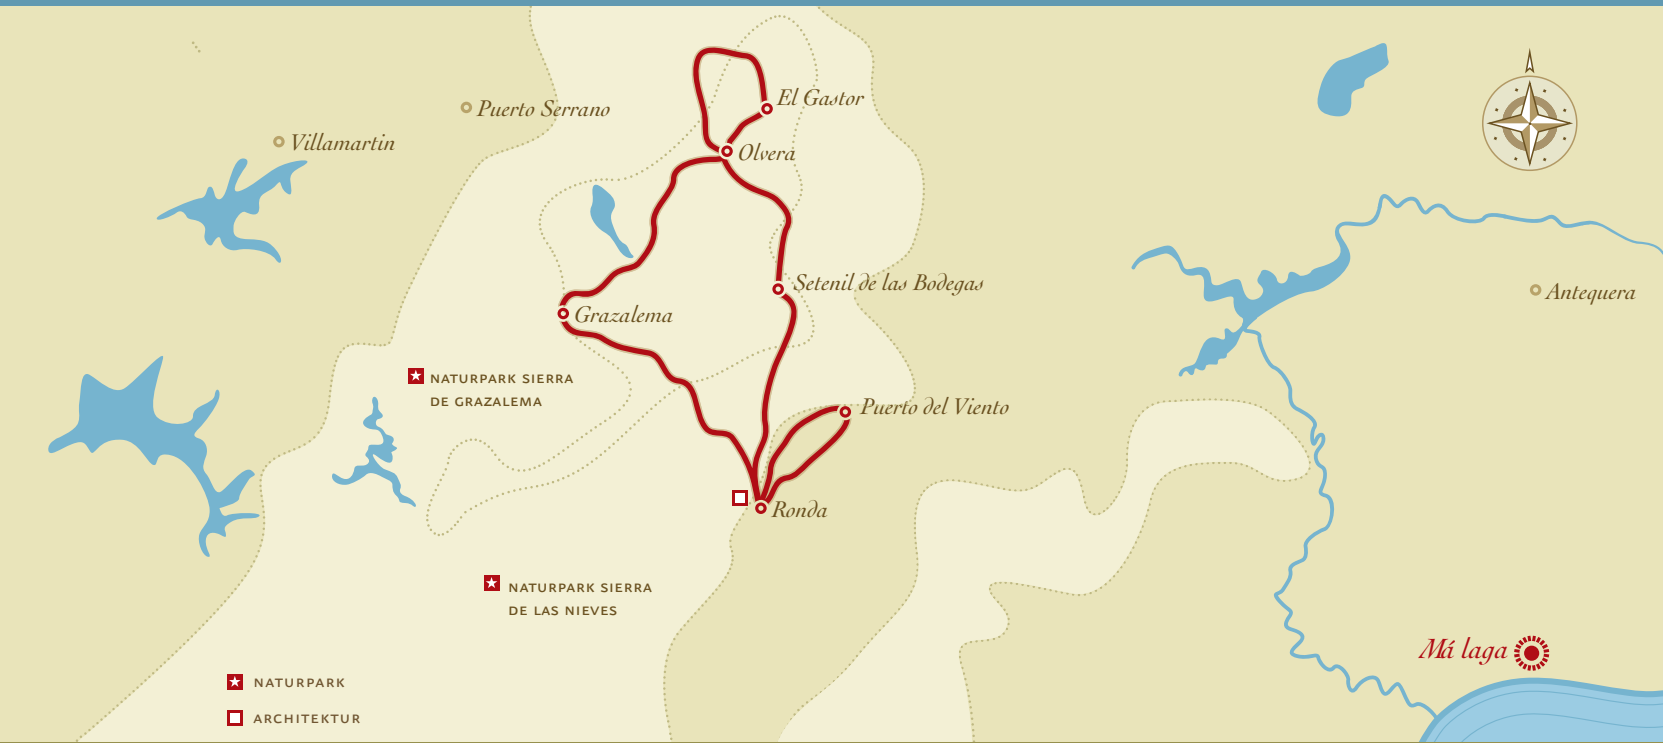 El Gastor
Puerto Serrano
Villamartin
Olvera
Setenil de las Bodegas
Antequera
Grazalema
NATURPARK SIERRA
DE GRAZALEMA
Puerto del Viento
Ronda
NATURPARK SIERRA
DE LAS NIEVES
Má laga
NATURPARK
ARCHITEKTUR